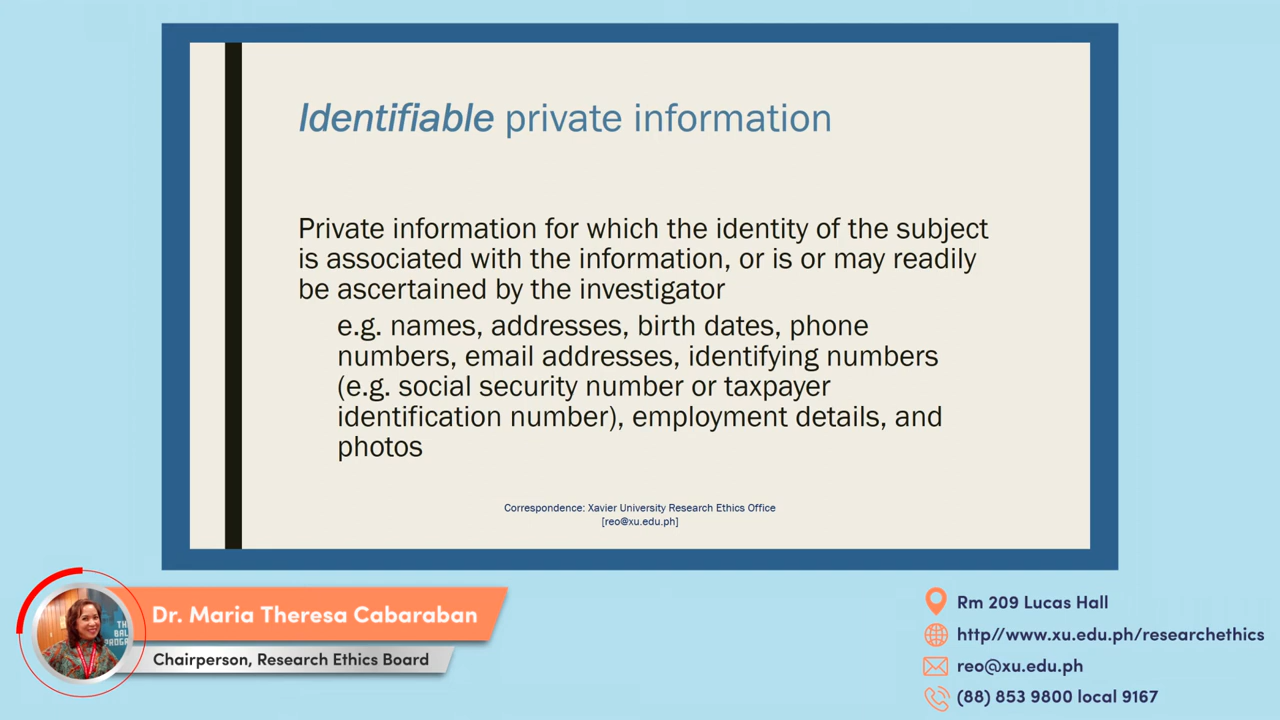 Identifiable private information
Private information for which the identity of the subject
is associated with the information, or is or may readily
be ascertained by the investigator
e.g. names, addresses, birth dates, phone
numbers, email addresses, identifying numbers
(e.g. social security number or taxpayer
identification number), employment details, and
photos
Correspondence: Xavier University Research Ethics Office
[reo@xu.edu.ph]
Dr. Maria Theresa Cabaraban
Chairperson, Research Ethics Board
Rm 209 Lucas Hall
http//www.xu.edu.ph/researchethics
reo@xu.edu.ph
(88) 853 9800 local 9167